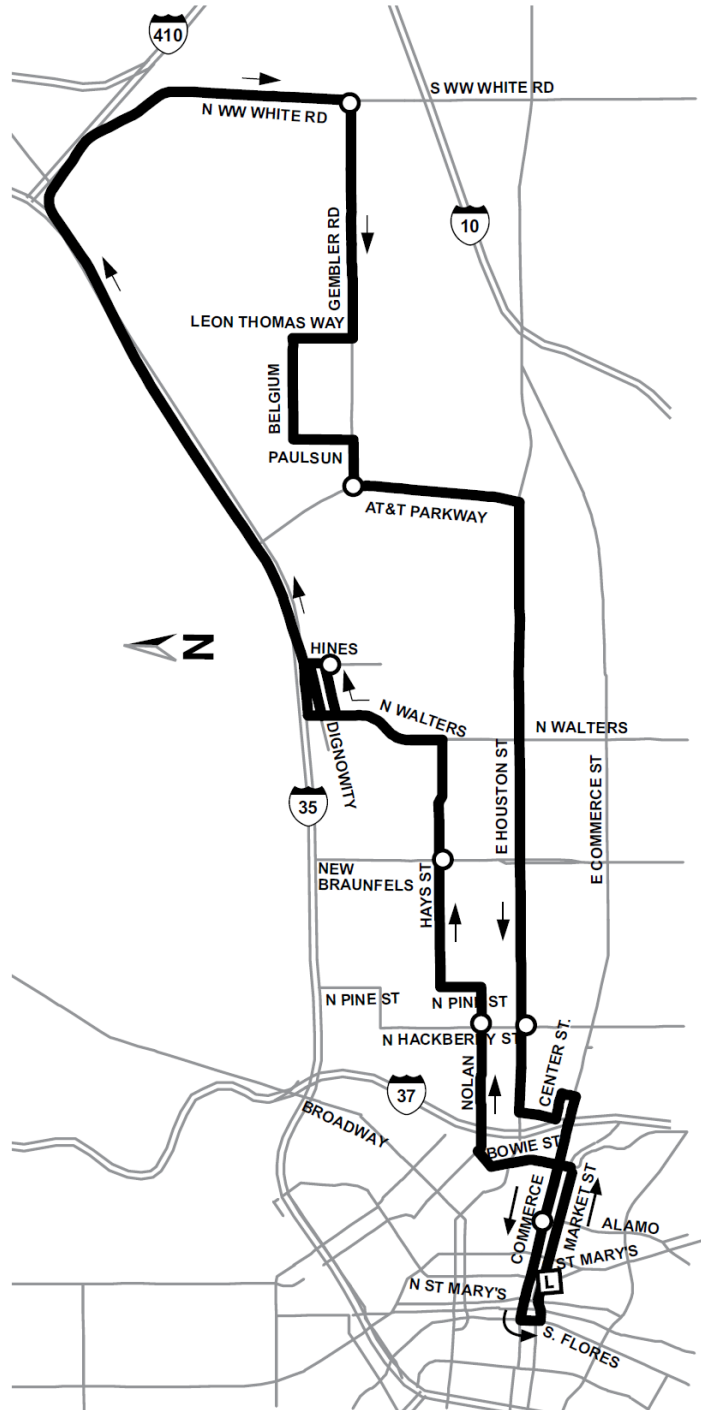 410
S WW WHITE RD
N WW WHITE RD
10
GEMBLER RD
LEON THOMAS WAY
BELGIUM
PAULSUN
AT&T PARKWAY
N
HINES
N WALTERS
N WALTERS
DIGNOWITY
E HOUSTON ST
E COMMERCE ST
35
NEW
BRAUNFELS
HAYS ST
N PINE ST
N PINE ST
N HACKBERRY ST
CENTER ST.
NOLAN
37
BROADWAY
BOWIE ST
COMMERCE
MARKET ST
ALAMO
ST MARY'S
L
N ST MARY'S
S. FLORES